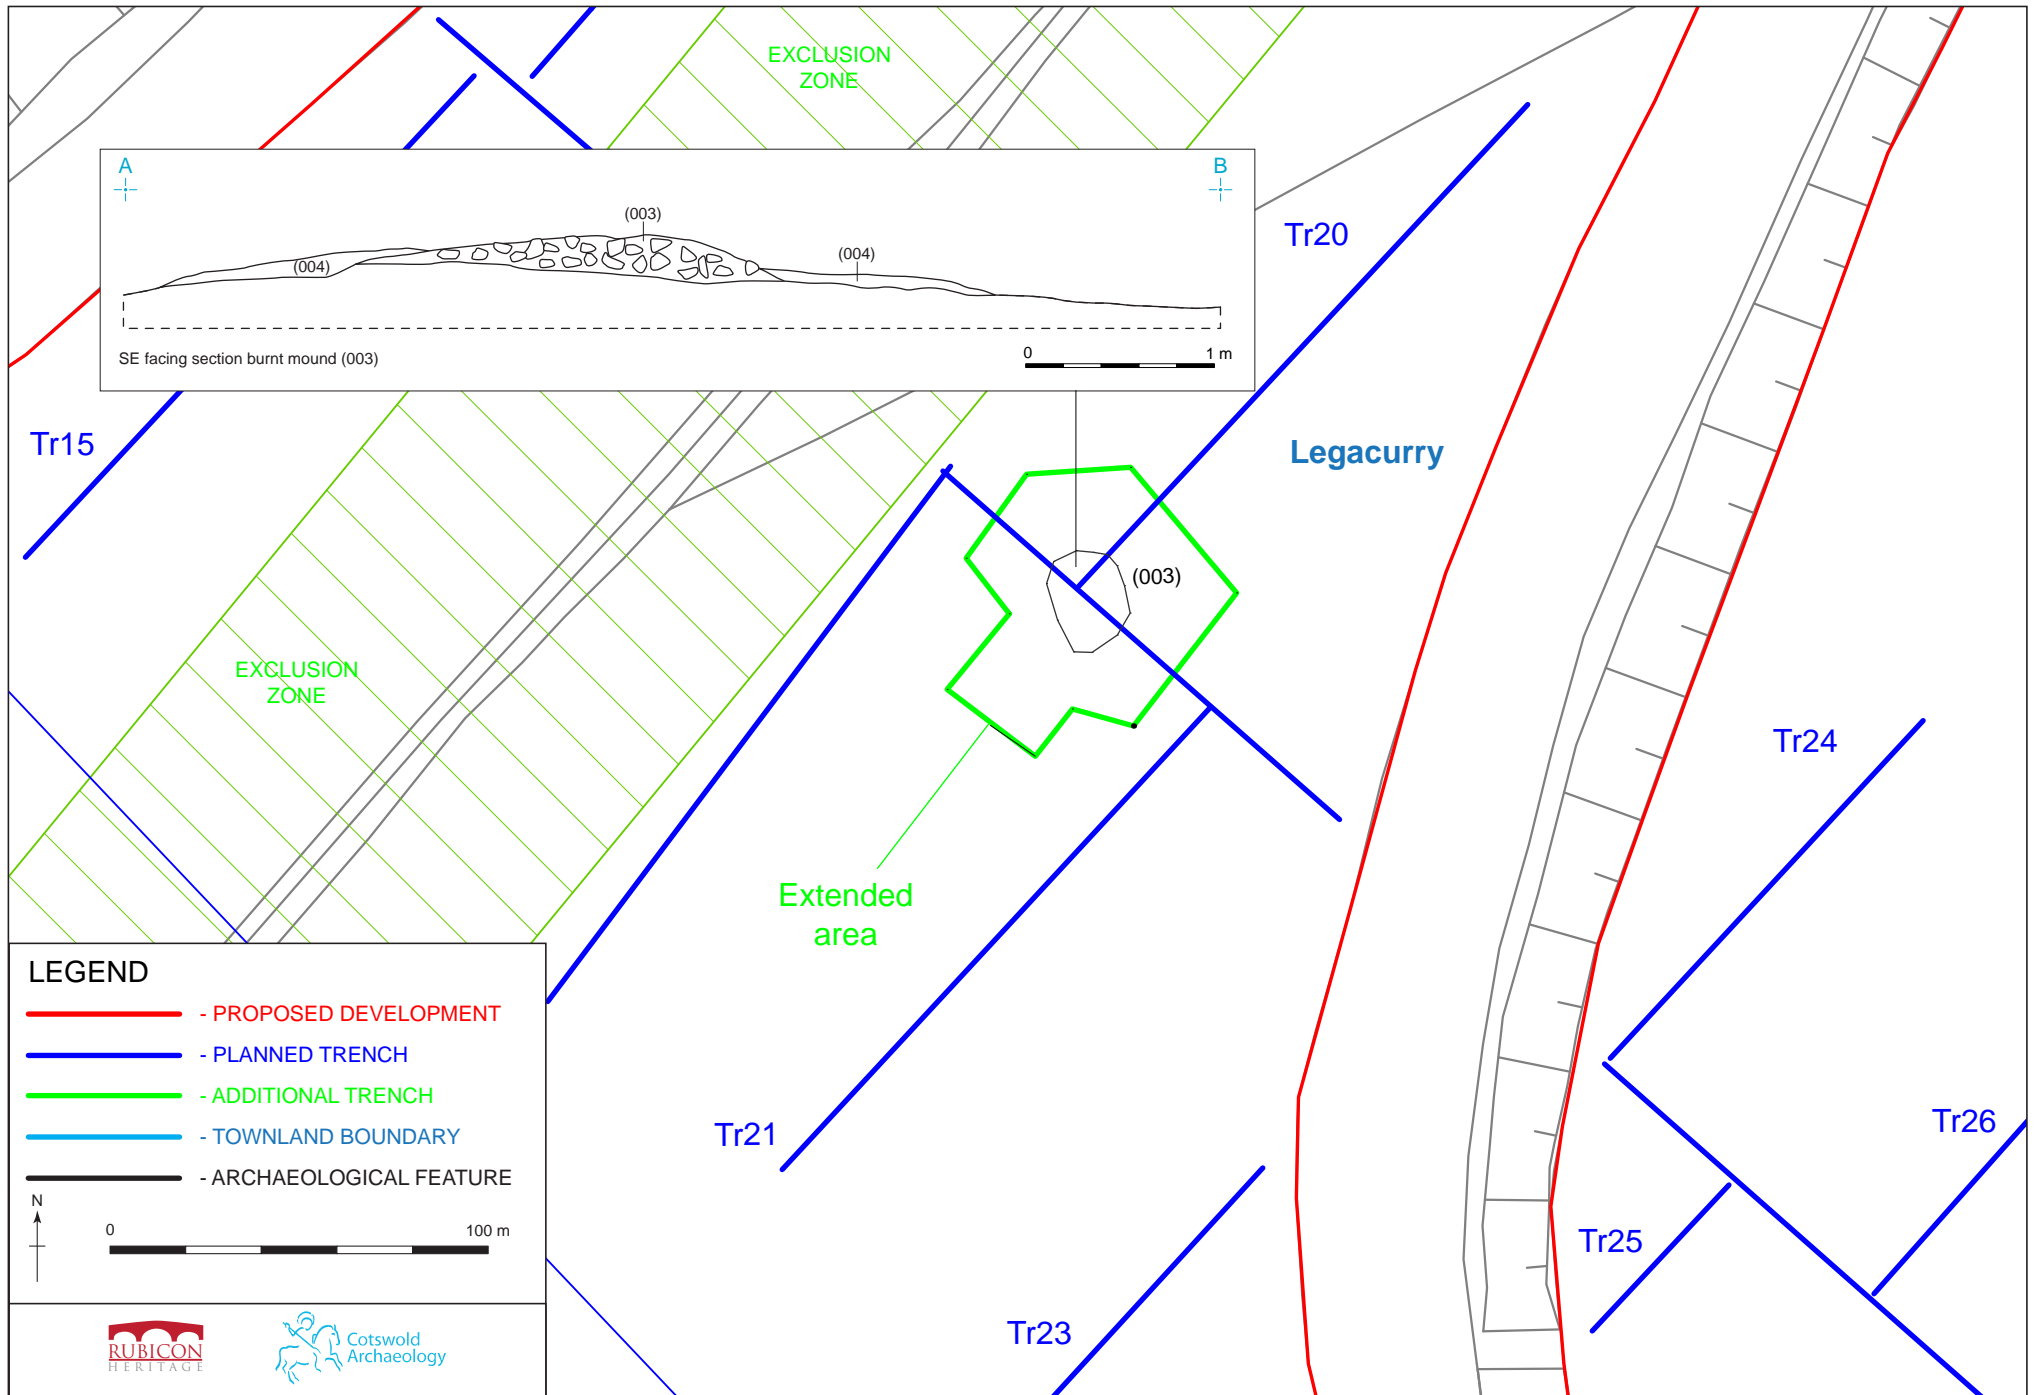 EXCLUSION
ZONE
A
B
(003)
(004)
(004)
SE facing section burnt mound (003)
0
1 m
Tr20
Tr15
Legacurry
(003)
EXCLUSION
ZONE
Tr24
Extended
area
Tr21
Tr26
Tr25
Tr23
LEGEND
- PROPOSED DEVELOPMENT
- PLANNED TRENCH
- ADDITIONAL TRENCH
- TOWNLAND BOUNDARY
- ARCHAEOLOGICAL FEATURE
N
0
100 m
RUBICON
HERITAGE
Cotswold
Archaeology